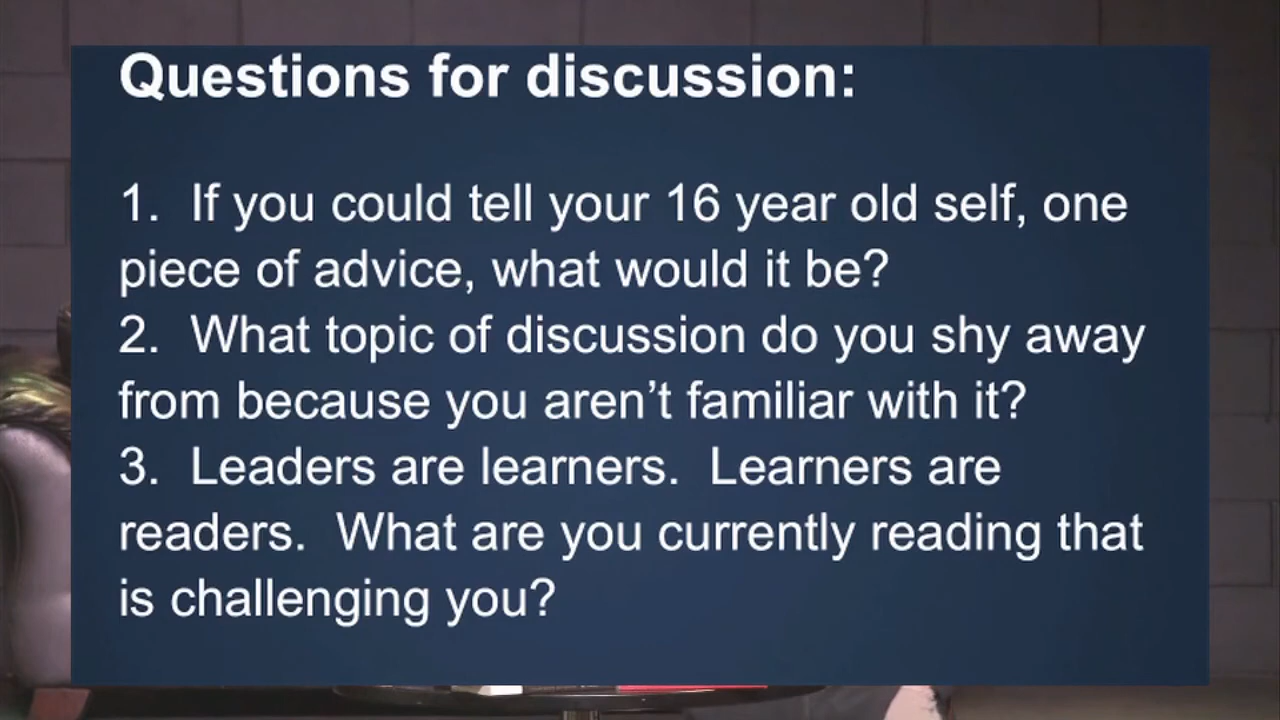 Questions for discussion:
1.  If you could tell your 16 year old self, one
piece of advice, what would it be?
2.  What topic of discussion do you shy away
from because you aren’t familiar with it?
3.  Leaders are learners.  Learners are
readers.  What are you currently reading that
is challenging you?